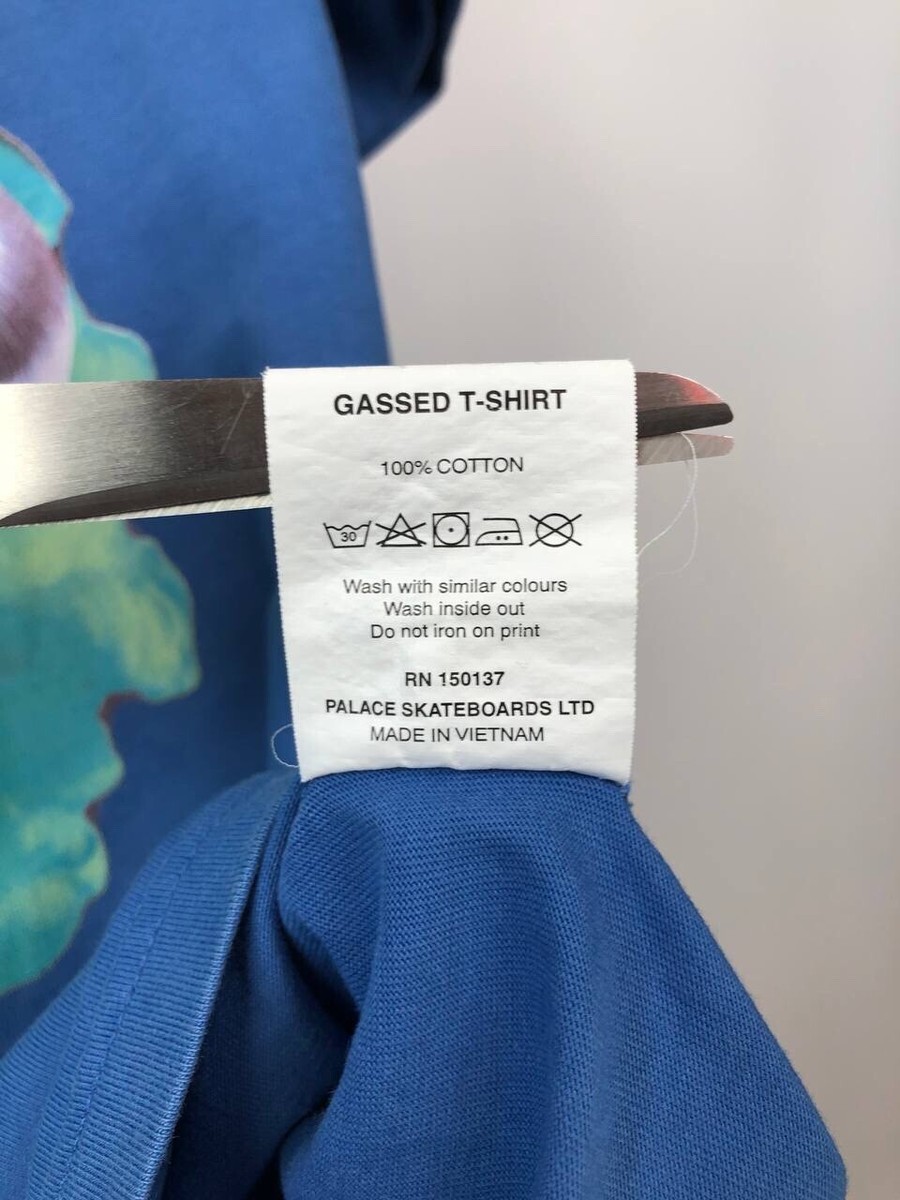 GASSED T-SHIRT
100% COTTON
30
Wash with similar colours
Wash inside out
Do not iron on print
RN 150137
PALACE SKATEBOARDS LTD
MADE IN VIETNAM